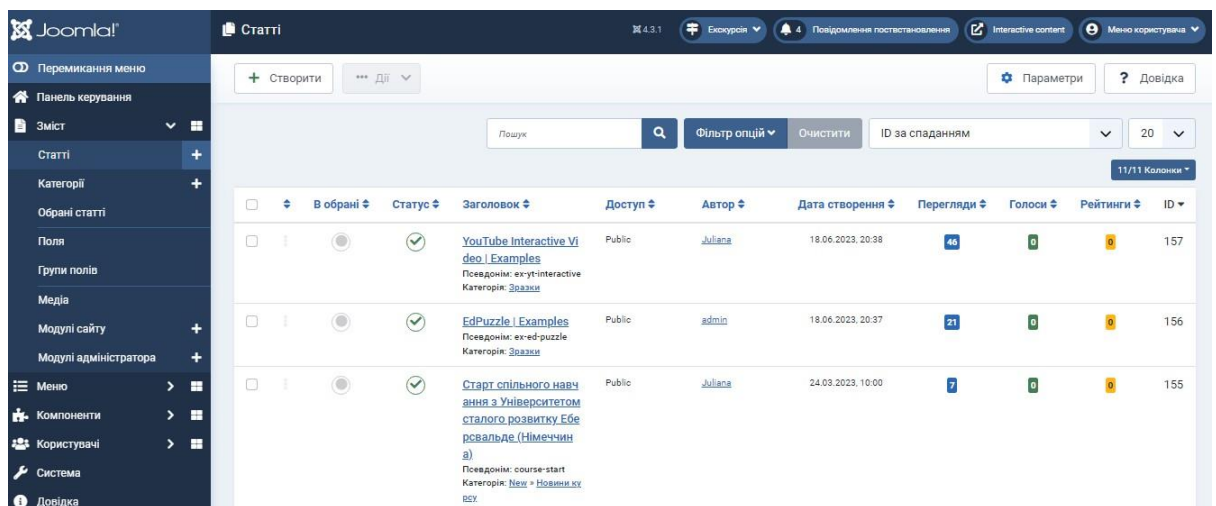 Joomla!®
Статті
4.3.1
Екскурсія
4 Повідомлення поствстановлення
Interactive content
Меню користувача
Перемикання меню
Панель керування
Зміст
Статті
Категорії
Обрані статті
Поля
Групи полів
Медіа
Модулі сайту
Модулі адміністратора
Меню
Компоненти
Користувачі
Система
Довідка
Створити
Дії
Параметри
Довідка
Пошук
Фільтр опцій
Очистити
ID за спаданням
20
11/11 Колонки
В обрані Статус Заголовок Доступ Автор Дата створення Перегляди Голоси Рейтинги ID
YouTube Interactive Vi
deo | Examples
Псевдонім: ex-yt-interactive
Категорія: Зразки
Public Juliana 18.06.2023, 20:38 46 0 0 157
EdPuzzle | Examples
Псевдонім: ex-ed-puzzle
Категорія: Зразки
Public admin 18.06.2023, 20:37 21 0 0 156
Старт спільного навч
ання з Університетом
сталого розвитку Ебе
рсвальде (Німеччин
а)
Псевдонім: course-start
Категорія: New » Новини ку
рсу
Public Juliana 24.03.2023, 10:00 7 0 0 155